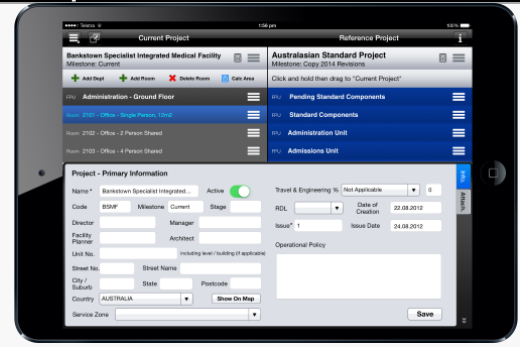 Telstra 1:56 pm 100%
Current Project Reference Project
Bankstown Specialist Integrated Medical Facility
Milestone: Current
Australasian Standard Project
Milestone: Copy 2014 Revisions
Add Dept Add Room Delete Room Calc Area
Click and hold then drag to "Current Project"
FPU Administration - Ground Floor
FPU Pending Standard Components
Room 2101 - Office - Single Person, 12m2
FPU Standard Components
Room 2102 - Office - 2 Person Shared
FPU Administration Unit
Room 2103 - Office - 4 Person Shared
FPU Admissions Unit
Project - Primary Information
Info.
Attach.
Name* Bankstown Specialist Integrated... Active
Travel & Engineering % Not Applicable 0
Code BSMF Milestone Current Stage
RDL Date of Creation 22.08.2012
Director Manager
Issue* 1 Issue Date 24.08.2012
Facility Planner Architect
Operational Policy
Unit No. including level / building (if applicable)
Street No. Street Name
City / Suburb State Postcode
Country AUSTRALIA Show On Map
Service Zone
Save